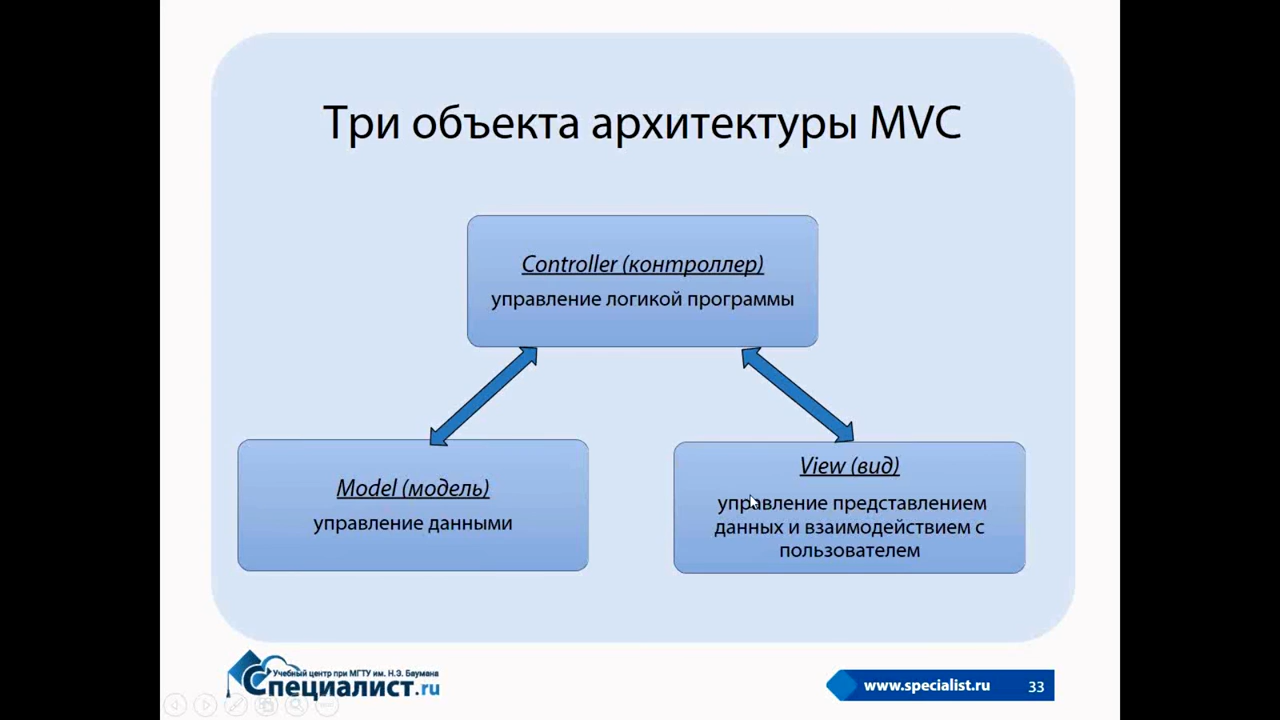 Три объекта архитектуры MVC
Controller (контроллер)
управление логикой программы
Model (модель)
управление данными
View (вид)
управление представлением
данных и взаимодействием с
пользователем
Учебный центр при МГТУ им. Н.Э. Баумана
Специалист.ru
www.specialist.ru
33